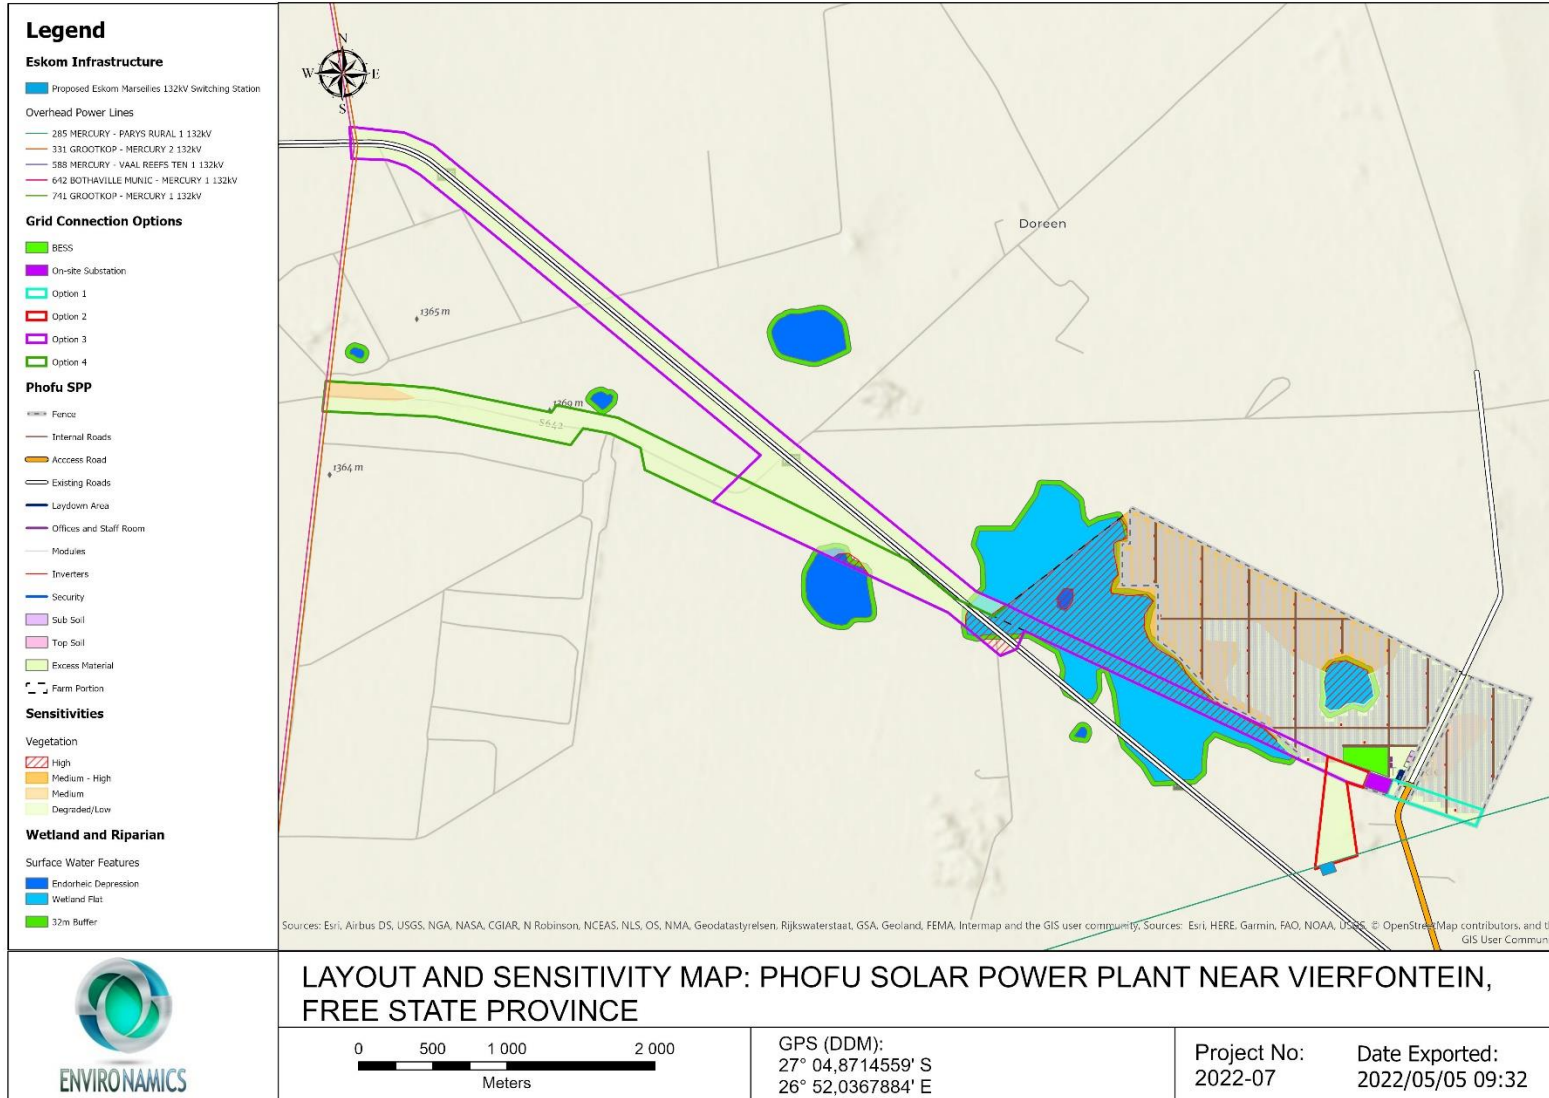 Legend
Eskom Infrastructure
Proposed Eskom Marseilles 132kV Switching Station
Overhead Power Lines
285 MERCURY - PARYS RURAL 1 132kV
331 GROOTKOP - MERCURY 2 132kV
588 MERCURY - VAAL REEFS TEN 1 132kV
642 BOTHAVILLE MUNIC - MERCURY 1 132kV
741 GROOTKOP - MERCURY 1 132kV
Grid Connection Options
BESS
On-site Substation
Option 1
Option 2
Option 3
Option 4
Phofu SPP
Fence
Internal Roads
Acccess Road
Existing Roads
Laydown Area
Offices and Staff Room
Modules
Inverters
Security
Sub Soil
Top Soil
Excess Material
Farm Portion
Sensitivities
Vegetation
High
Medium - High
Medium
Degraded/Low
Wetland and Riparian
Surface Water Features
Endorheic Depression
Wetland Flat
32m Buffer
N
W E
S
Doreen
1365 m
1369 m
S642
1364 m
Sources: Esri, Airbus DS, USGS, NGA, NASA, CGIAR, N Robinson, NCEAS, NLS, OS, NMA, Geodatastyrelsen, Rijkswaterstaat, GSA, Geoland, FEMA, Intermap and the GIS user community, Sources: Esri, HERE, Garmin, FAO, NOAA, USGS, © OpenStreetMap contributors, and t
GIS User Commun
ENVIRONAMICS
LAYOUT AND SENSITIVITY MAP: PHOFU SOLAR POWER PLANT NEAR VIERFONTEIN,
FREE STATE PROVINCE
0 500 1 000 2 000
Meters
GPS (DDM):
27° 04,8714559' S
26° 52,0367884' E
Project No:
2022-07
Date Exported:
2022/05/05 09:32